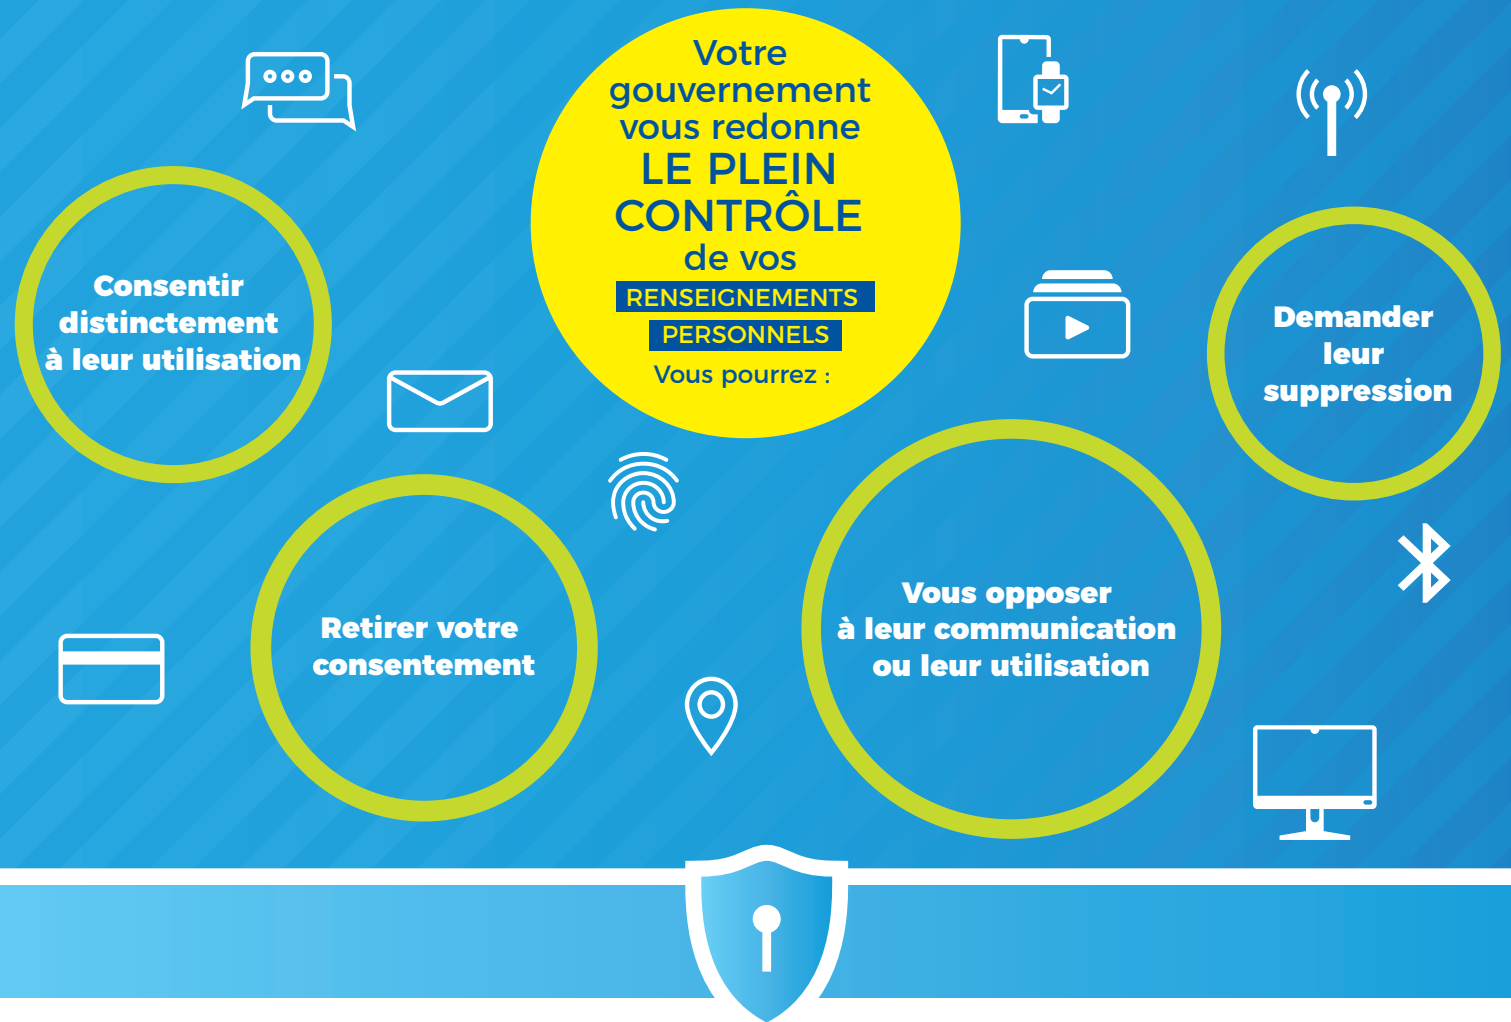 Votre
gouvernement
vous redonne
LE PLEIN
CONTRÔLE
de vos
RENSEIGNEMENTS
PERSONNELS
Vous pourrez :
Consentir
distinctement
à leur utilisation
Retirer votre
consentement
Vous opposer
à leur communication
ou leur utilisation
Demander
leur
suppression